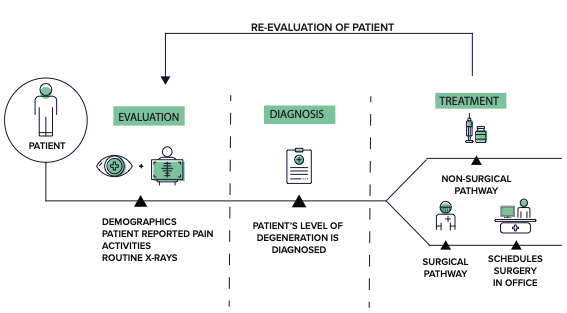 RE-EVALUATION OF PATIENT
PATIENT
EVALUATION
DIAGNOSIS
TREATMENT
DEMOGRAPHICS
PATIENT REPORTED PAIN
ACTIVITIES
ROUTINE X-RAYS
PATIENT'S LEVEL OF
DEGENERATION IS
DIAGNOSED
NON-SURGICAL
PATHWAY
SURGICAL
PATHWAY
SCHEDULES
SURGERY
IN OFFICE